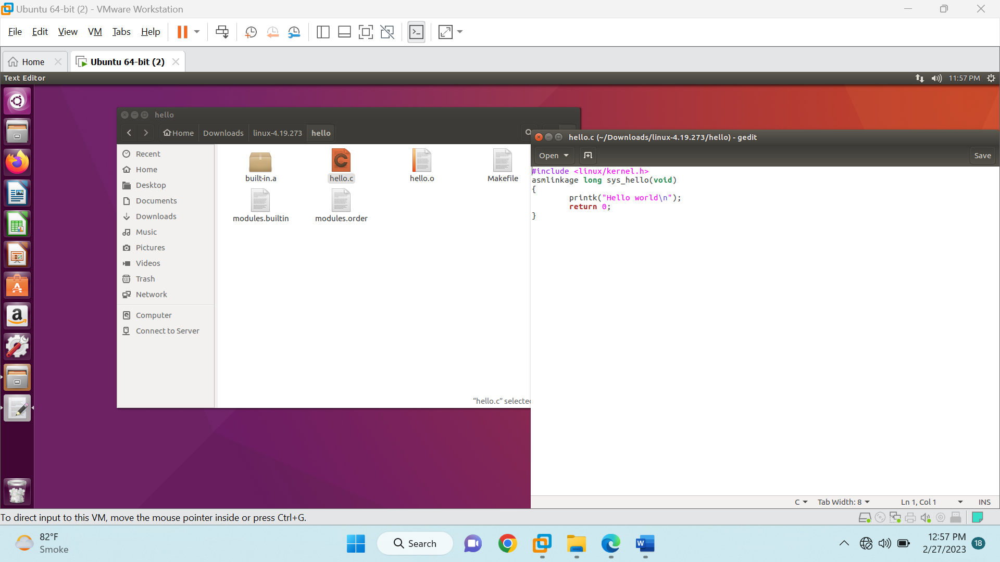 Ubuntu 64-bit (2) - VMware Workstation
File Edit View VM Tabs Help
Home
Ubuntu 64-bit (2)
Text Editor
11:57 PM
hello
Home Downloads linux-4.19.273 hello
Recent
Home
Desktop
Documents
Downloads
Music
Pictures
Videos
Trash
Network
Computer
Connect to Server
built-in.a
hello.c
hello.o
Makefile
modules.builtin
modules.order
"hello.c" selected
hello.c (~/Downloads/linux-4.19.273/hello) - gedit
Open
Save
#include <linux/kernel.h>
asmlinkage long sys_hello(void)
{
printk("Hello world\n");
return 0;
}
C Tab Width: 8 Ln 1, Col 1 INS
To direct input to this VM, move the mouse pointer inside or press Ctrl+G.
82°F
Smoke
Search
12:57 PM
2/27/2023
18